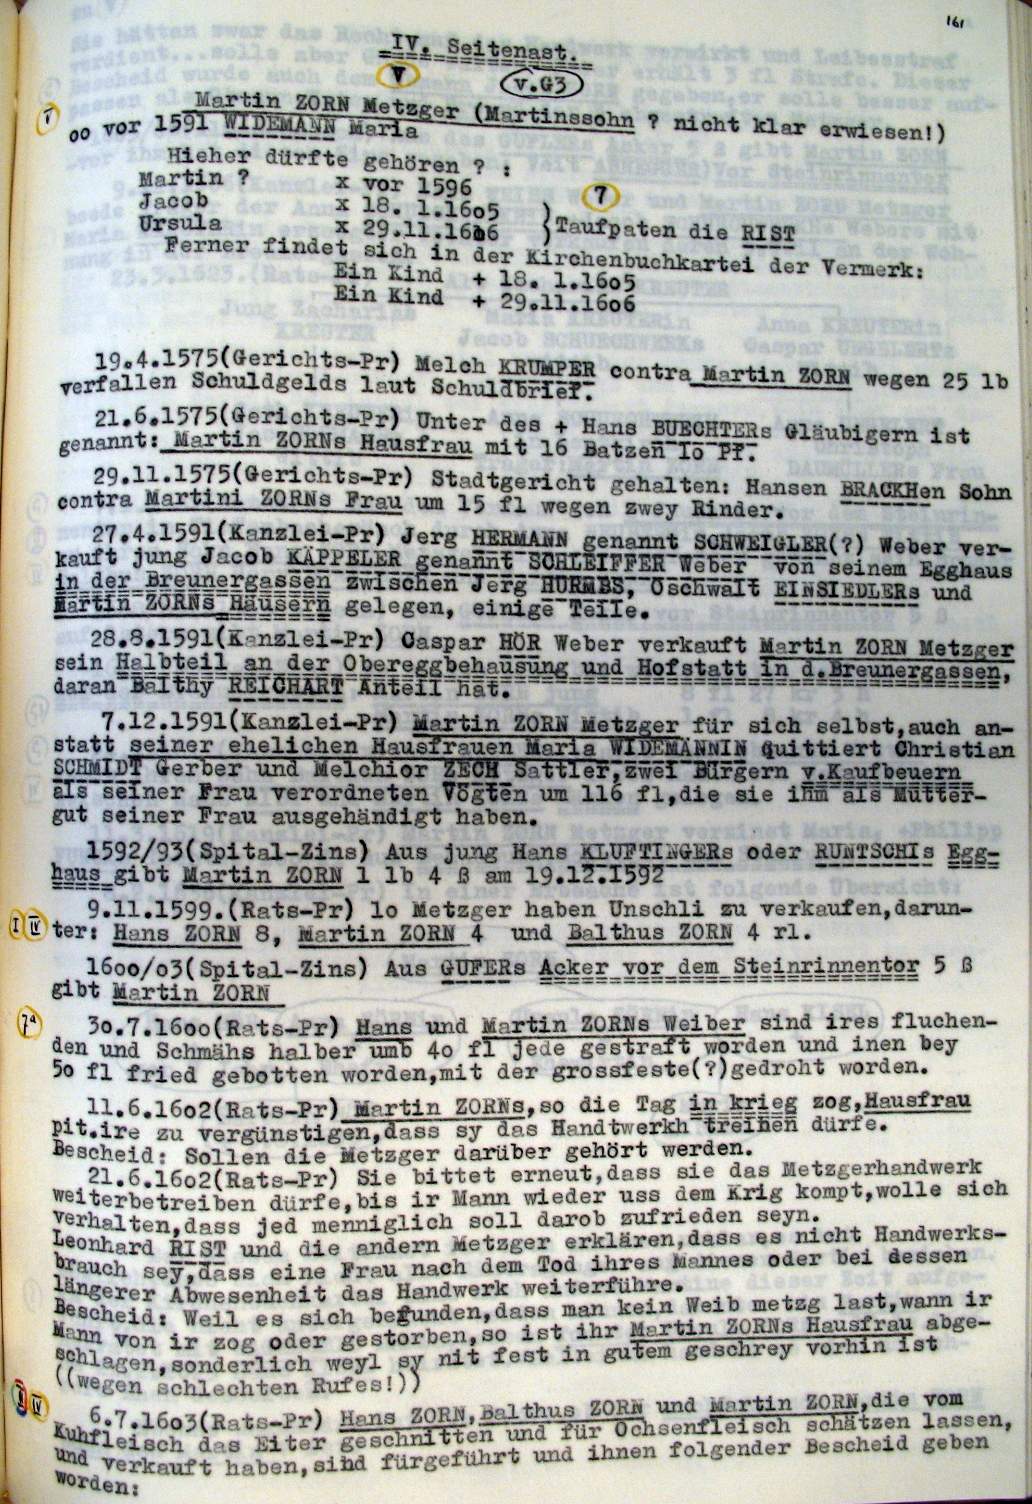 161
IV. Seitenast.
V v.G3
V Martin ZORN Metzger (Martinssohn ? nicht klar erwiesen!)
oo vor 1591 WIDEMANN Maria
Hieher dürfte gehören ? :
Martin ? x vor 1596
Jacob x 18. 1.16o5 ) 7
Ursula x 29.11.16o6 )Taufpaten die RIST
Ferner findet sich in der Kirchenbuchkartei der Vermerk:
Ein Kind + 18. 1.16o5
Ein Kind + 29.11.16o6
19.4.1575(Gerichts-Pr) Melch KRUMPER contra Martin ZORN wegen 25 lb
verfallen Schuldgelds laut Schuldbrief.
21.6.1575(Gerichts-Pr) Unter des + Hans BUECHTERs Gläubigern ist
genannt: Martin ZORNs Hausfrau mit 16 Batzen 1o Pf.
29.11.1575(Gerichts-Pr) Stadtgericht gehalten: Hansen BRACKHen Sohn
contra Martini ZORNs Frau um 15 fl wegen zwey Rinder.
27.4.1591(Kanzlei-Pr) Jerg HERMANN genannt SCHWEIGLER(?) Weber ver-
kauft jung Jacob KÄPPELER genannt SCHLEIFFER Weber von seinem Egghaus
in der Breunergassen zwischen Jerg HURMBS, Oschwalt EINSIEDLERs und
Martin ZORNs Häusern gelegen, einige Teile.
28.8.1591(Kanzlei-Pr) Caspar HÖR Weber verkauft Martin ZORN Metzger
sein Halbteil an der Obereggbehausung und Hofstatt in d.Breunergassen,
daran Balthy REICHART Anteil hat.
7.12.1591(Kanzlei-Pr) Martin ZORN Metzger für sich selbst,auch an-
statt seiner ehelichen Hausfrauen Maria WIDEMÄNNIN quittiert Christian
SCHMIDT Gerber und Melchior ZECH Sattler,zwei Bürgern v.Kaufbeuern
als seiner Frau verordneten Vögten um 116 fl,die sie ihm als Mütter-
gut seiner Frau ausgehändigt haben.
1592/93(Spital-Zins) Aus jung Hans KLUFTINGERs oder RUNTSCHIs Egg-
haus gibt Martin ZORN 1 lb 4 ß am 19.12.1592
9.11.1599.(Rats-Pr) 1o Metzger haben Unschli zu verkaufen,darun-
I IV ter: Hans ZORN 8, Martin ZORN 4 und Balthus ZORN 4 rl.
16oo/o3(Spital-Zins) Aus GUFERs Acker vor dem Steinrinnentor 5 ß
gibt Martin ZORN
7a 3o.7.16oo(Rats-Pr) Hans und Martin ZORNs Weiber sind ires fluchen-
den und Schmähs halber umb 4o fl jede gestraft worden und inen bey
5o fl fried gebotten worden,mit der grossfeste(?)gedroht worden.
11.6.16o2(Rats-Pr) Martin ZORNs,so die Tag in krieg zog,Hausfrau
pit.ire zu vergünstigen,dass sy das Handtwerkh treiben dürfe.
Bescheid: Sollen die Metzger darüber gehört werden.
21.6.16o2(Rats-Pr) Sie bittet erneut,dass sie das Metzgerhandwerk
weiterbetreiben dürfe,bis ir Mann wieder uss dem Krig kompt,wolle sich
verhalten,dass jed menniglich soll darob zufrieden seyn.
Leonhard RIST und die andern Metzger erklären,dass es nicht Handwerks-
brauch sey,dass eine Frau nach dem Tod ihres Mannes oder bei dessen
längerer Abwesenheit das Handwerk weiterführe.
Bescheid: Weil es sich befunden,dass man kein Weib metzg last,wann ir
Mann von ir zog oder gestorben,so ist ihr Martin ZORNs Hausfrau abge-
schlagen,sonderlich weyl sy nit fest in gutem geschrey vorhin ist
((wegen schlechten Rufes!))
II IV 6.7.16o3(Rats-Pr) Hans ZORN,Balthus ZORN und Martin ZORN,die vom
Kuhfleisch das Eiter geschnitten und für Ochsenfleisch schätzen lassen,
und verkauft haben,sind fürgeführt und ihnen folgender Bescheid geben
worden: